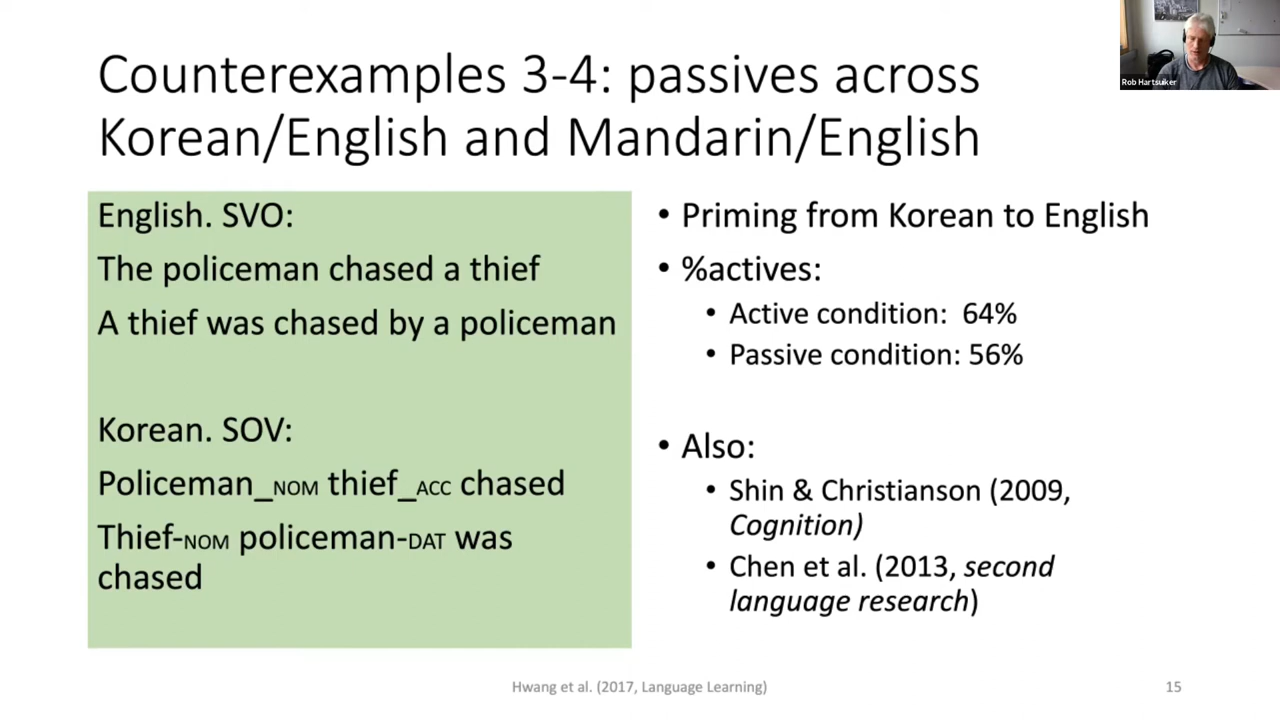 Counterexamples 3-4: passives across
Korean/English and Mandarin/English
Rob Hartsuiker
English. SVO:
The policeman chased a thief
A thief was chased by a policeman
Korean. SOV:
Policeman_NOM thief_ACC chased
Thief-NOM policeman-DAT was
chased
• Priming from Korean to English
• %actives:
• Active condition: 64%
• Passive condition: 56%
• Also:
• Shin & Christianson (2009,
Cognition)
• Chen et al. (2013, second
language research)
Hwang et al. (2017, Language Learning)
15